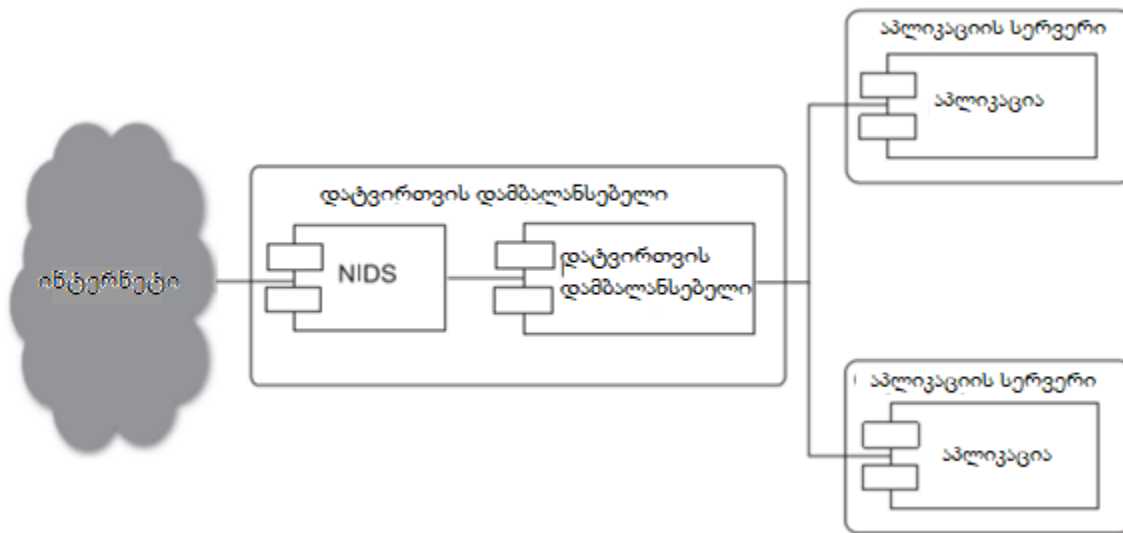 აპლიკაციის სერვერი
აპლიკაცია
დატვირთვის დამბალანსებელი
ინტერნეტი
NIDS
დატვირთვის
დამბალანსებელი
აპლიკაციის სერვერი
აპლიკაცია